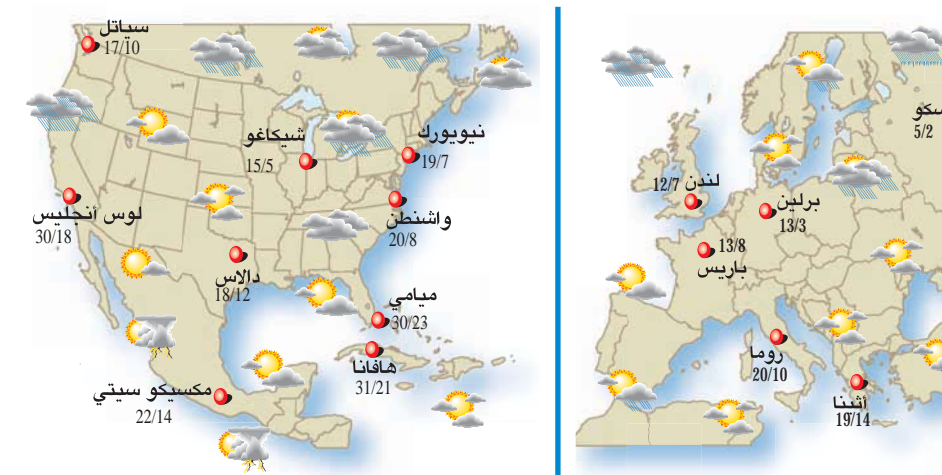 سياتل
17/10
شيكاغو
15/5
نيويورك
19/7
لوس أنجليس
30/18
واشنطن
20/8
دالاس
18/12
ميامي
30/23
هافانا
31/21
مكسيكو سيتي
22/14
سكو
5/2
لندن 12/7
برلين
13/3
13/8
باريس
روما
20/10
أثينا
19/14